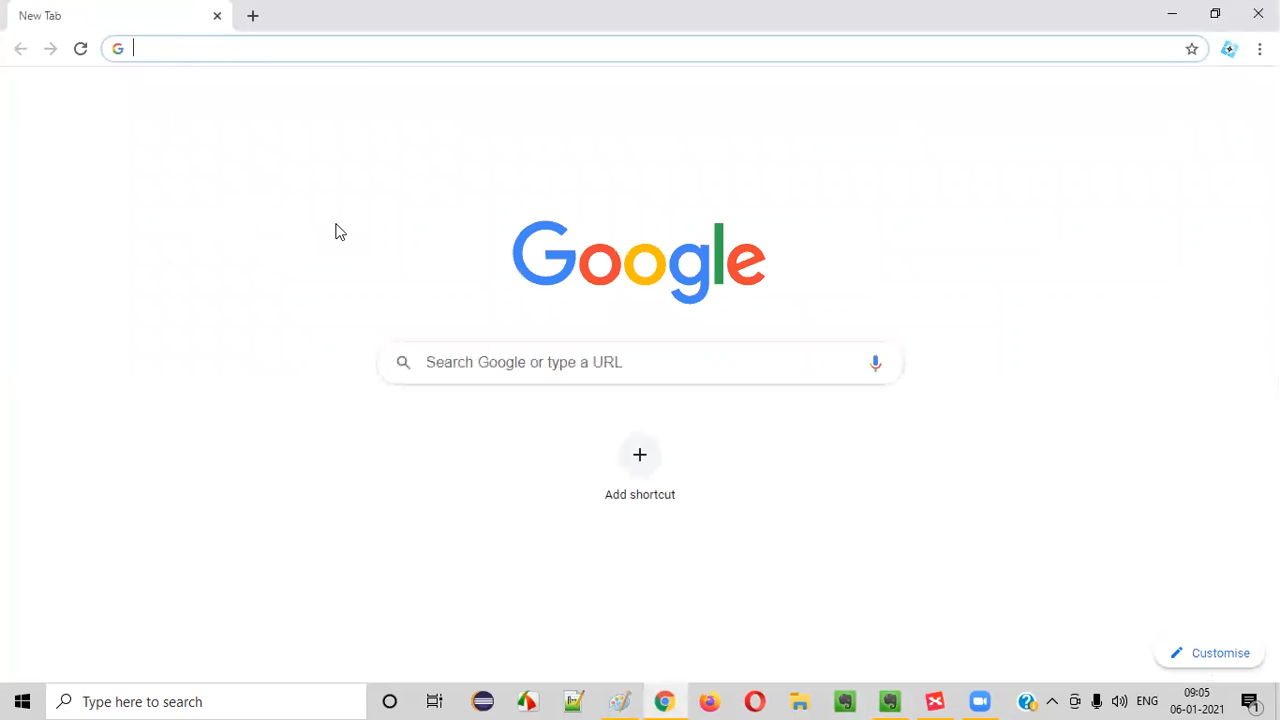 New Tab
Google
Search Google or type a URL
Add shortcut
Customise
Type here to search
ENG
09:05
06-01-2021
1